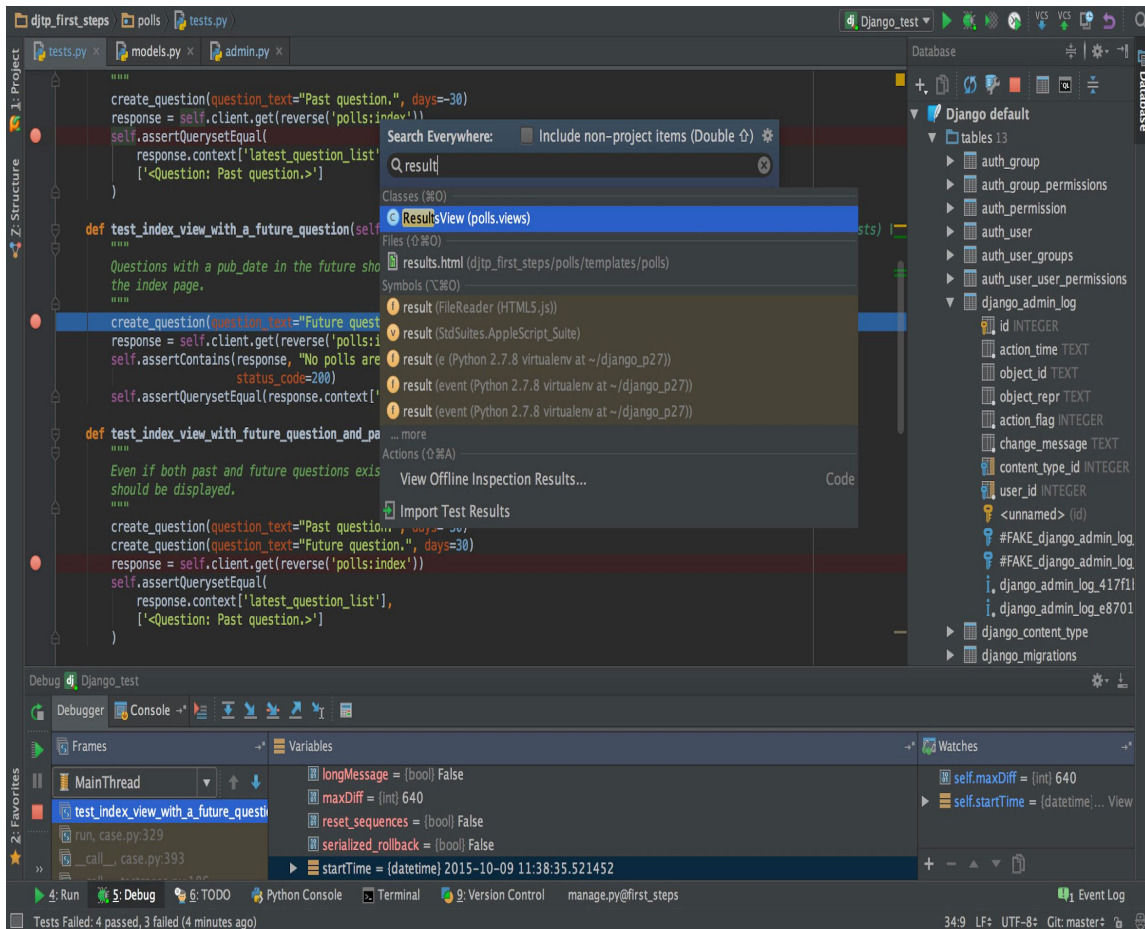 djtp_first_steps polls tests.py
Django_test
VCS VCS
1: Project
Z: Structure
2: Favorites
tests.py × models.py × admin.py ×
"""
create_question(question_text="Past question.", days=-30)
response = self.client.get(reverse('polls:index'))
self.assertQuerysetEqual(
response.context['latest_question_list'
['<Question: Past question.>']
)
def test_index_view_with_a_future_question(self
"""
Questions with a pub_date in the future sho
the index page.
"""
create_question(question_text="Future quest
response = self.client.get(reverse('polls:i
self.assertContains(response, "No polls are
status_code=200)
self.assertQuerysetEqual(response.context['
def test_index_view_with_future_question_and_pa
"""
Even if both past and future questions exis
should be displayed.
"""
create_question(question_text="Past question.", days=-30)
create_question(question_text="Future question.", days=30)
response = self.client.get(reverse('polls:index'))
self.assertQuerysetEqual(
response.context['latest_question_list'],
['<Question: Past question.>']
)
Search Everywhere: Include non-project items (Double ⇧)
result
Classes (⌘O)
ResultsView (polls.views)
sts)
Files (⇧⌘O)
results.html (djtp_first_steps/polls/templates/polls)
Symbols (⌥⌘O)
result (FileReader (HTML5.js))
result (StdSuites.AppleScript_Suite)
result (e (Python 2.7.8 virtualenv at ~/django_p27))
result (event (Python 2.7.8 virtualenv at ~/django_p27))
result (event (Python 2.7.8 virtualenv at ~/django_p27))
... more
Actions (⇧⌘A)
View Offline Inspection Results... Code
Import Test Results
Database
Database
Django default
tables 13
auth_group
auth_group_permissions
auth_permission
auth_user
auth_user_groups
auth_user_user_permissions
django_admin_log
id INTEGER
action_time TEXT
object_id TEXT
object_repr TEXT
action_flag INTEGER
change_message TEXT
content_type_id INTEGER
user_id INTEGER
<unnamed> (id)
#FAKE_django_admin_log_
#FAKE_django_admin_log_
django_admin_log_417f1
django_admin_log_e8701
django_content_type
django_migrations
Debug Django_test
Debugger Console
Frames
MainThread
test_index_view_with_a_future_questi
run, case.py:329
__call__, case.py:393
Variables
longMessage = {bool} False
maxDiff = {int} 640
reset_sequences = {bool} False
serialized_rollback = {bool} False
startTime = {datetime} 2015-10-09 11:38:35.521452
Watches
self.maxDiff = {int} 640
self.startTime = {datetime}... View
4: Run 5: Debug 6: TODO Python Console Terminal 9: Version Control manage.py@first_steps 1 Event Log
Tests Failed: 4 passed, 3 failed (4 minutes ago) 34:9 LF UTF-8 Git: master